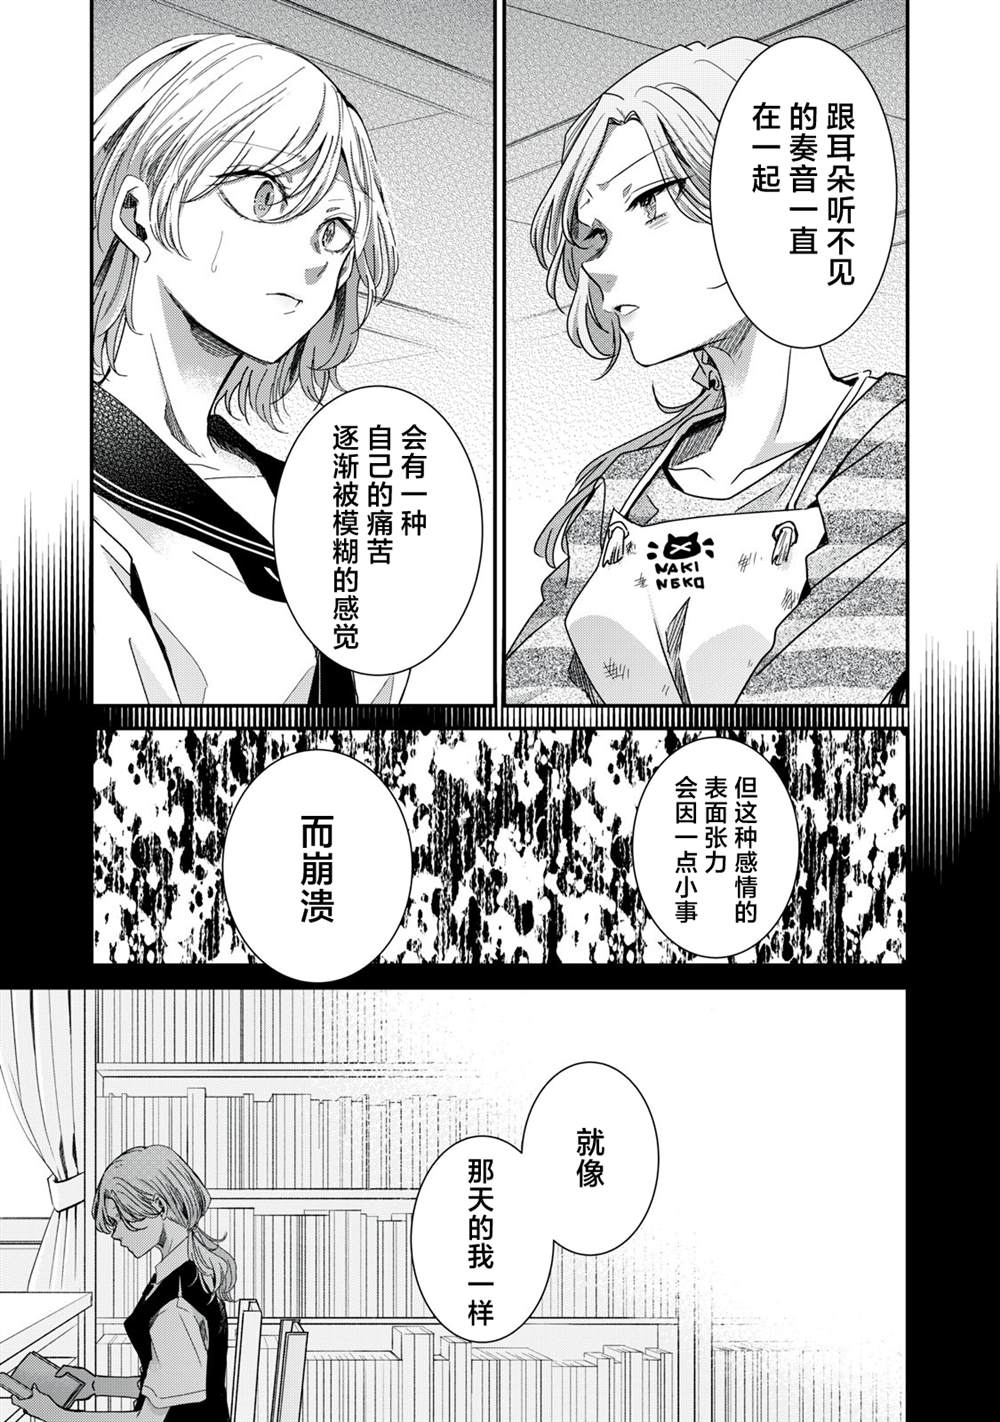 跟耳朵听不见
的奏音一直
在一起
NAKI
NEKO
会有一种
自己的痛苦
逐渐被模糊的感觉
但这种感情的
表面张力
会因一点小事
而崩溃
就像
那天的我一样